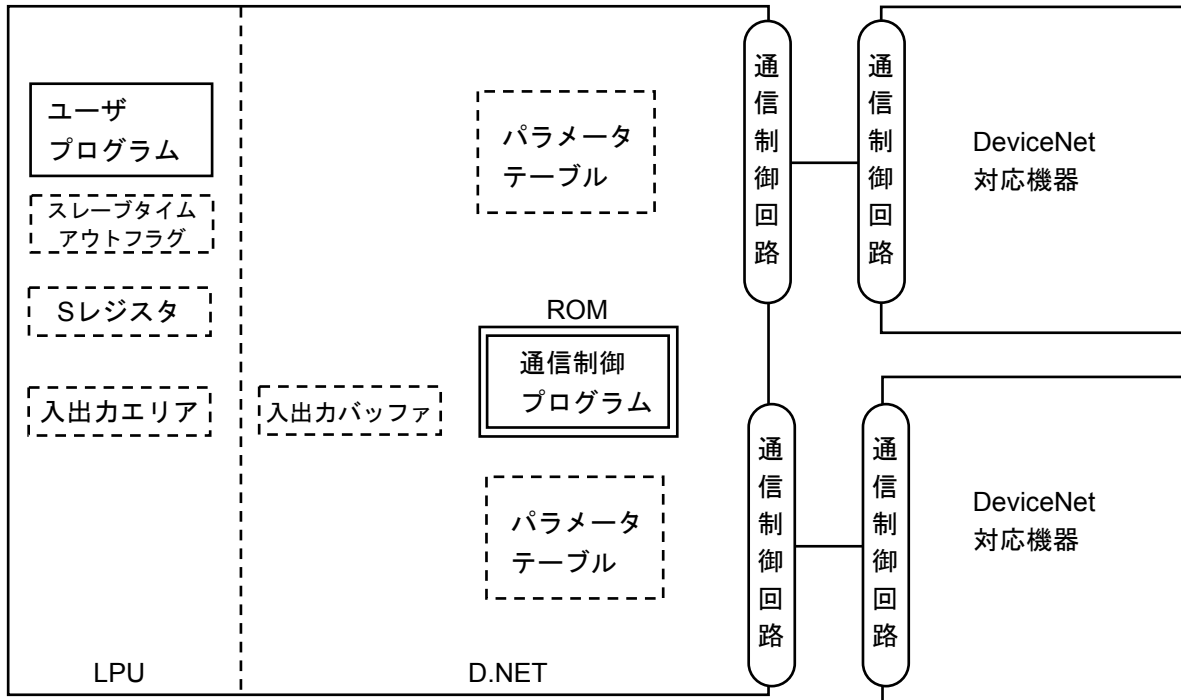 ユーザ
プログラム
スレーブタイム
アウトフラグ
Sレジスタ
入出力エリア
LPU
パラメータ
テーブル
ROM
通信制御
プログラム
入出力バッファ
パラメータ
テーブル
D.NET
通信制御回路
通信制御回路
DeviceNet
対応機器
通信制御回路
通信制御回路
DeviceNet
対応機器